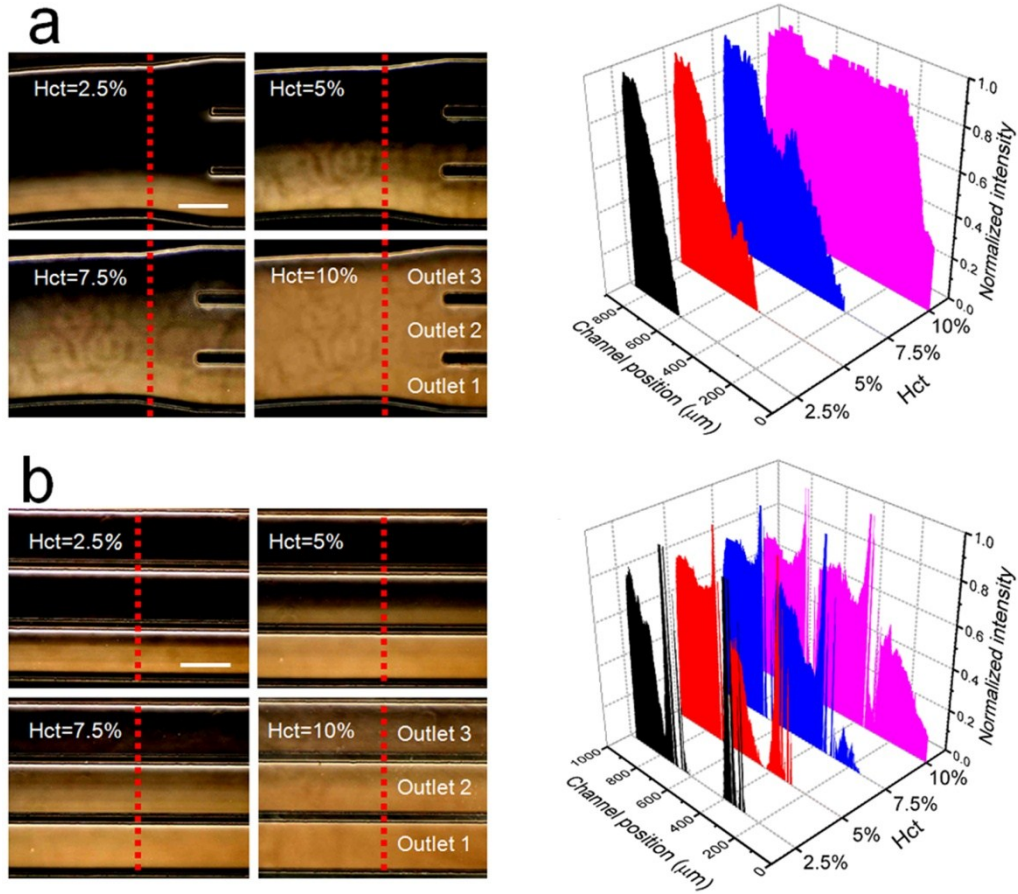 a
Hct=2.5%
Hct=5%
Hct=7.5%
Hct=10%
Outlet 3
Outlet 2
Outlet 1
1.0
0.8
0.6
0.4
0.2
0.0
Normalized intensity
800
600
400
200
0
Channel position (μm)
2.5%
5%
7.5%
10%
Hct
b
Hct=2.5%
Hct=5%
Hct=7.5%
Hct=10%
Outlet 3
Outlet 2
Outlet 1
1.0
0.8
0.6
0.4
0.2
0.0
Normalized intensity
1000
800
600
400
200
0
Channel position (μm)
2.5%
5%
7.5%
10%
Hct